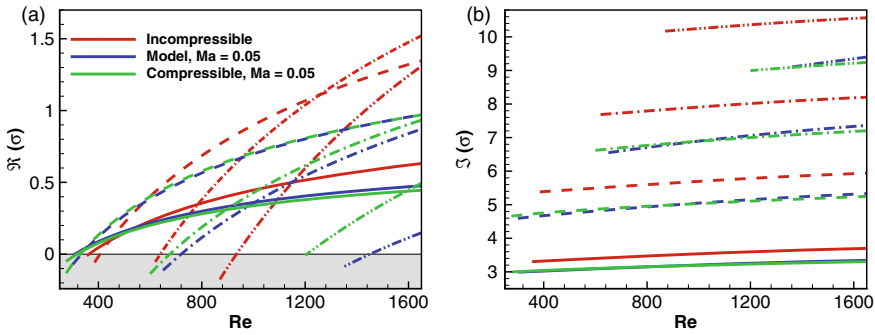 (a)
ℜ (σ)
1.5
1
0.5
0
400
800
1200
1600
Re
Incompressible
Model, Ma = 0.05
Compressible, Ma = 0.05
(b)
ℑ (σ)
10
9
8
7
6
5
4
3
400
800
1200
1600
Re